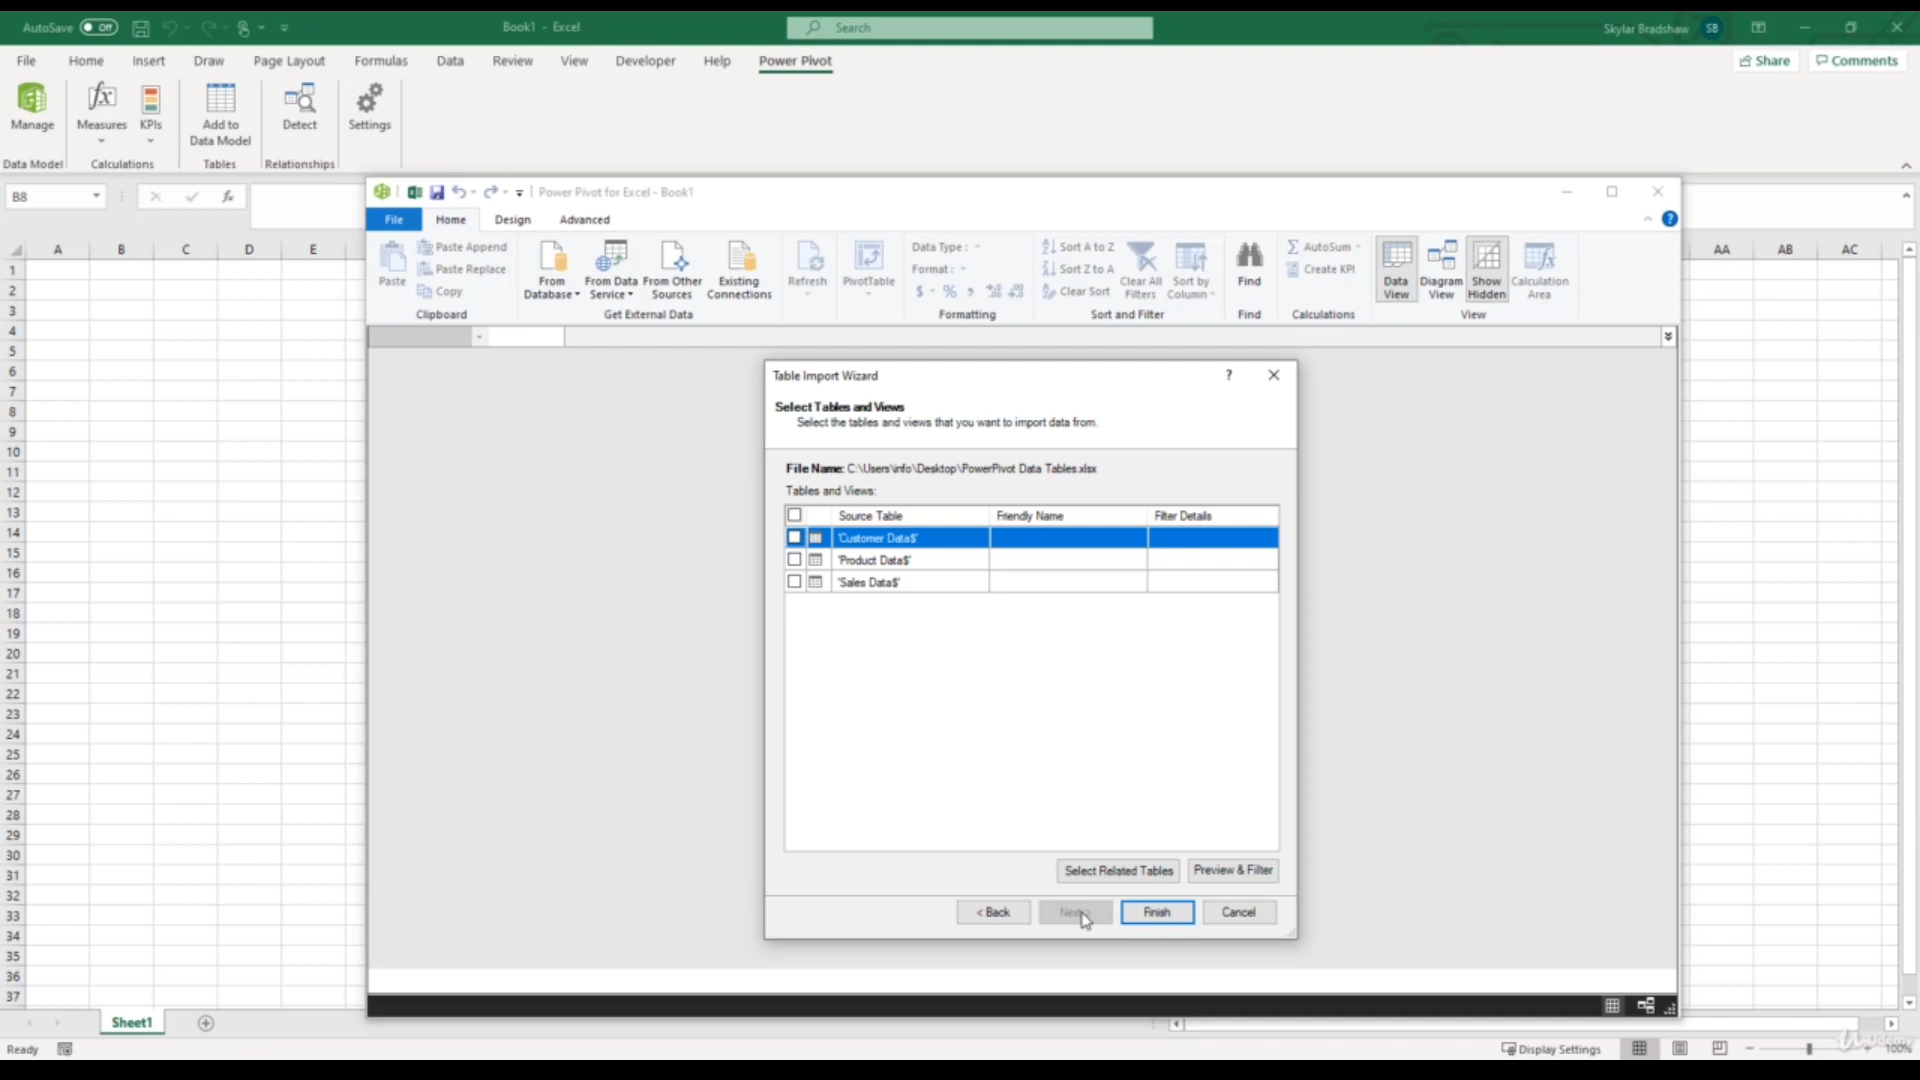 AutoSave Off Book1 - Excel Search Skylar Bradshaw SB
File Home Insert Draw Page Layout Formulas Data Review View Developer Help Power Pivot Share Comments
Manage Measures KPIs Add to Data Model Detect Settings
Data Model Calculations Tables Relationships
B8 fx
Power Pivot for Excel - Book1
File Home Design Advanced
Paste
Paste Append
Paste Replace
Copy
From Database
From Data Service
From Other Sources
Existing Connections
Refresh
PivotTable
Data Type :
Format :
$ % ,
Sort A to Z
Sort Z to A
Clear Sort
Clear All Filters
Sort by Column
Find
AutoSum
Create KPI
Data View
Diagram View
Show Hidden
Calculation Area
Clipboard Get External Data Formatting Sort and Filter Find Calculations View
A B C D E AA AB AC
1
2
3
4
5
6
7
8
9
10
11
12
13
14
15
16
17
18
19
20
21
22
23
24
25
26
27
28
29
30
31
32
33
34
35
36
37
Table Import Wizard ?
Select Tables and Views
Select the tables and views that you want to import data from.
File Name: C:\Users\info\Desktop\PowerPivot Data Tables.xlsx
Tables and Views:
Source Table Friendly Name Filter Details
'Customer Data$'
'Product Data$'
'Sales Data$'
Select Related Tables Preview & Filter
< Back Next > Finish Cancel
Sheet1
Ready Display Settings 100%
Udemy